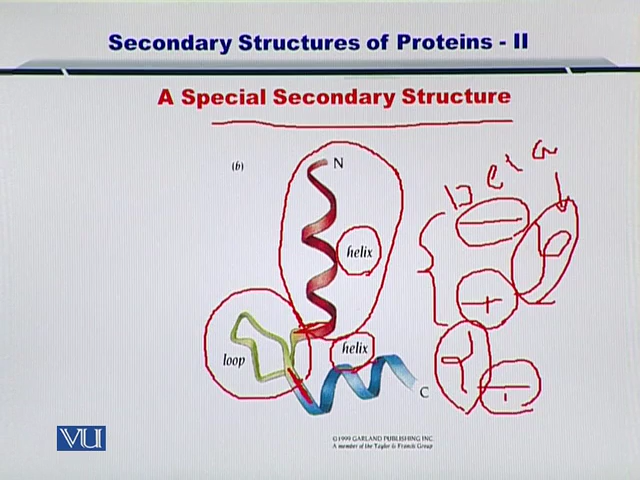 Secondary Structures of Proteins - II
A Special Secondary Structure
(b)
N
helix
helix
loop
C
©1999 GARLAND PUBLISHING INC.
A member of the Taylor & Francis Group
VU